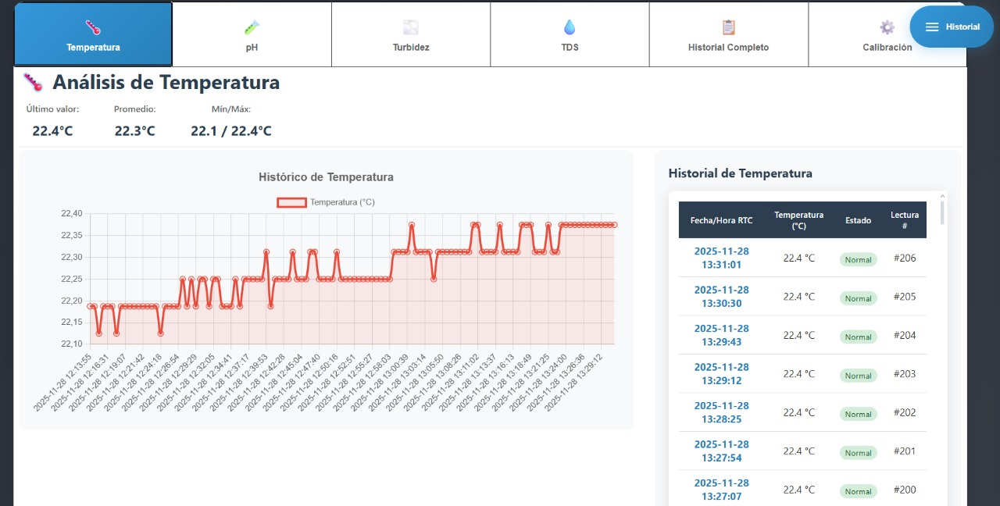 Temperatura
pH
Turbidez
TDS
Historial Completo
Calibración
Historial
Análisis de Temperatura
Último valor:
Promedio:
Mín/Máx:
22.4°C
22.3°C
22.1 / 22.4°C
Histórico de Temperatura
Temperatura (°C)
22,40
22,35
22,30
22,25
22,20
22,15
22,10
2025-11-28 12:13:55
2025-11-28 12:16:31
2025-11-28 12:19:07
2025-11-28 12:21:42
2025-11-28 12:24:18
2025-11-28 12:26:54
2025-11-28 12:29:29
2025-11-28 12:32:05
2025-11-28 12:34:41
2025-11-28 12:37:17
2025-11-28 12:39:53
2025-11-28 12:42:28
2025-11-28 12:45:04
2025-11-28 12:47:40
2025-11-28 12:50:16
2025-11-28 12:52:51
2025-11-28 12:55:27
2025-11-28 12:58:03
2025-11-28 13:00:39
2025-11-28 13:03:14
2025-11-28 13:05:50
2025-11-28 13:08:26
2025-11-28 13:11:02
2025-11-28 13:13:37
2025-11-28 13:16:13
2025-11-28 13:18:49
2025-11-28 13:21:25
2025-11-28 13:24:00
2025-11-28 13:26:36
2025-11-28 13:29:12
Historial de Temperatura
Fecha/Hora RTC
Temperatura
(°C)
Estado
Lectura
#
2025-11-28
13:31:01
22.4 °C
Normal
#206
2025-11-28
13:30:30
22.4 °C
Normal
#205
2025-11-28
13:29:43
22.4 °C
Normal
#204
2025-11-28
13:29:12
22.4 °C
Normal
#203
2025-11-28
13:28:25
22.4 °C
Normal
#202
2025-11-28
13:27:54
22.4 °C
Normal
#201
2025-11-28
13:27:07
22.4 °C
Normal
#200